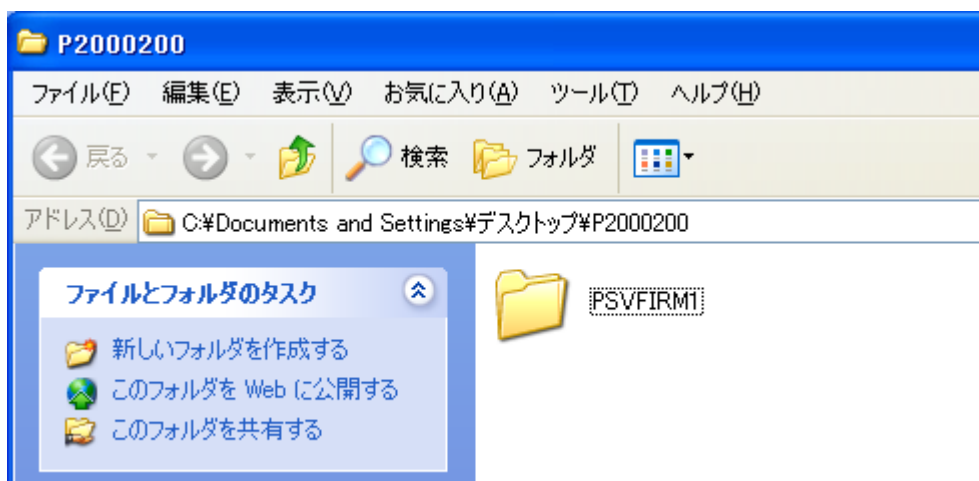 P2000200
ファイル(F) 編集(E) 表示(V) お気に入り(A) ツール(T) ヘルプ(H)
戻る 検索 フォルダ
アドレス(D) C:¥Documents and Settings¥デスクトップ¥P2000200
ファイルとフォルダのタスク
PSVFIRM1
新しいフォルダを作成する
このフォルダを Web に公開する
このフォルダを共有する